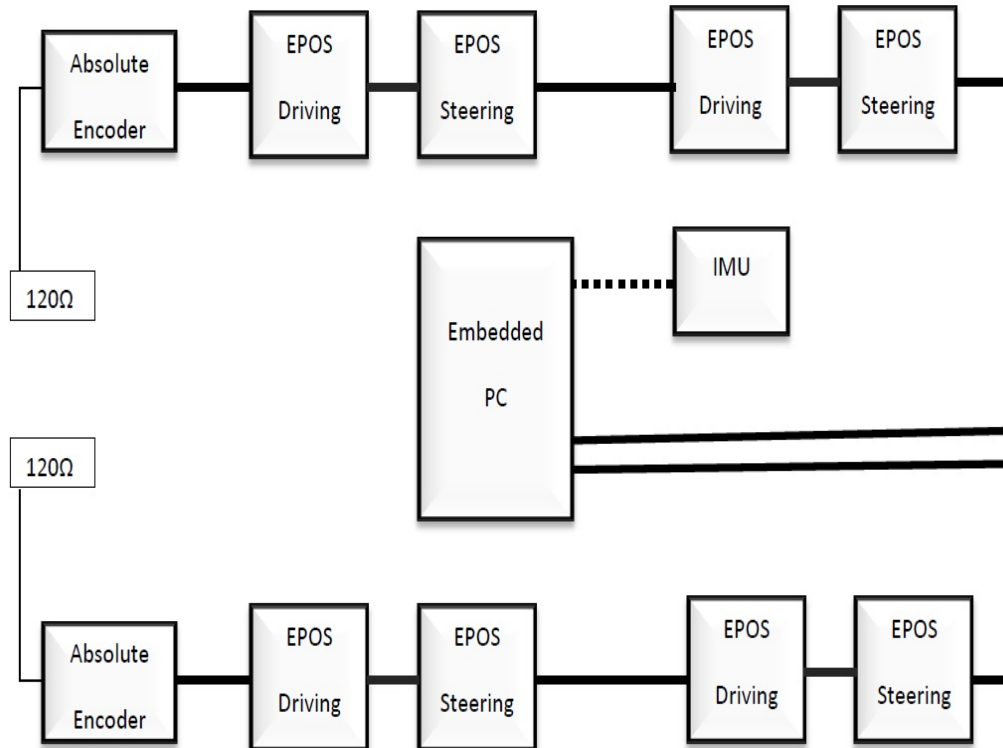 Absolute
Encoder
EPOS
Driving
EPOS
Steering
EPOS
Driving
EPOS
Steering
120Ω
Embedded
PC
IMU
120Ω
Absolute
Encoder
EPOS
Driving
EPOS
Steering
EPOS
Driving
EPOS
Steering